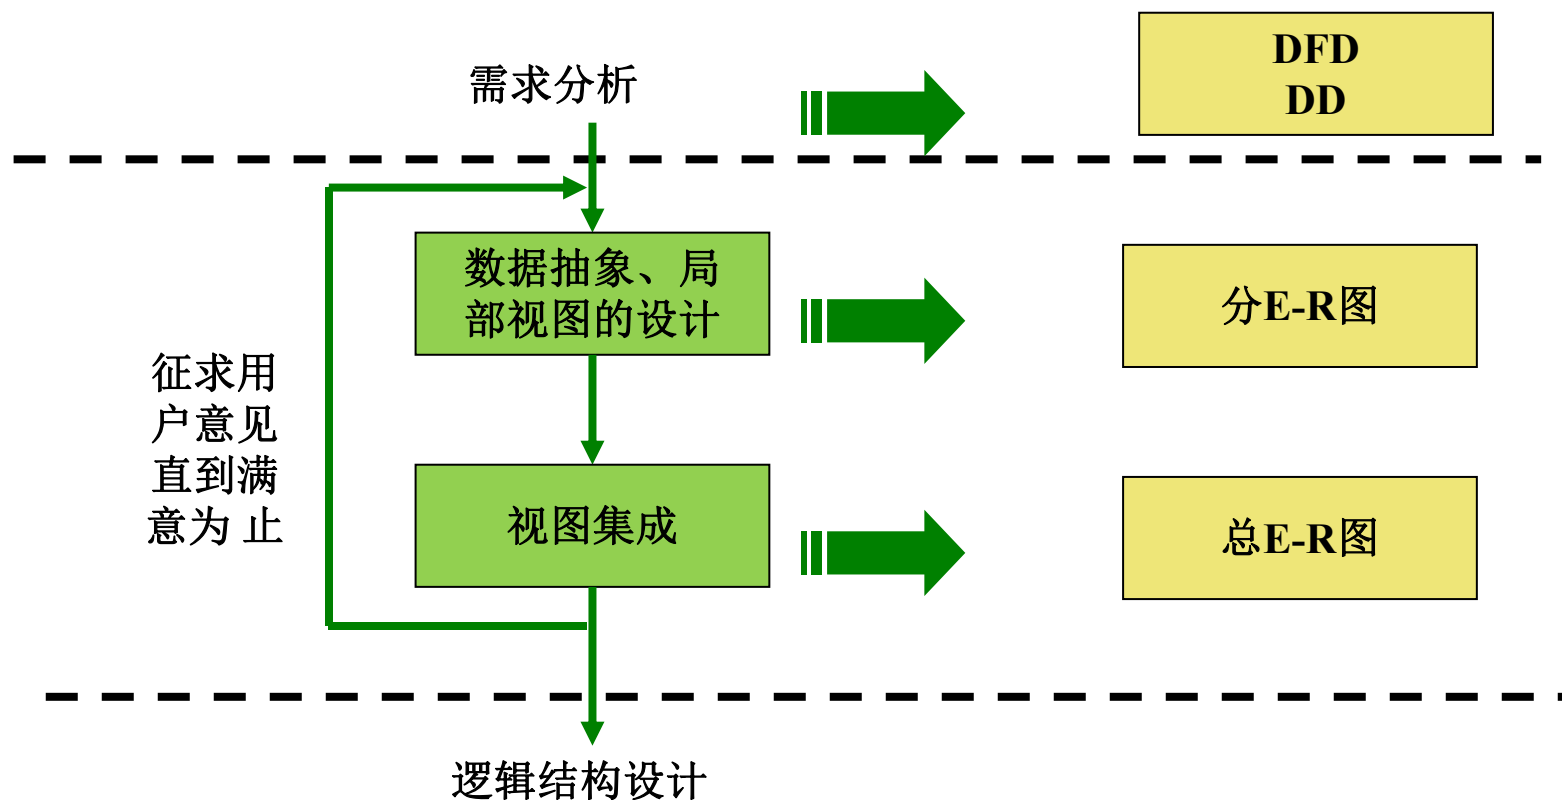 需求分析
DFD
DD
数据抽象、局
部视图的设计
分E-R图
征求用
户意见
直到满
意为 止
视图集成
总E-R图
逻辑结构设计